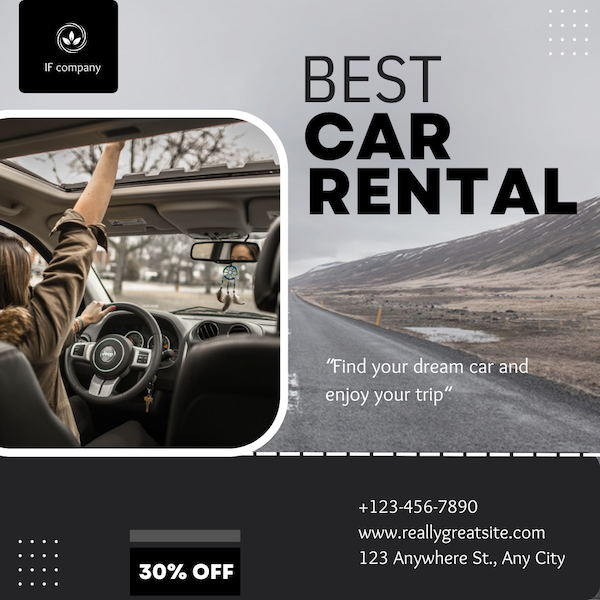 IF company
BEST
CAR
RENTAL
“Find your dream car and
enjoy your trip“
+123-456-7890
www.reallygreatsite.com
123 Anywhere St., Any City
30% OFF